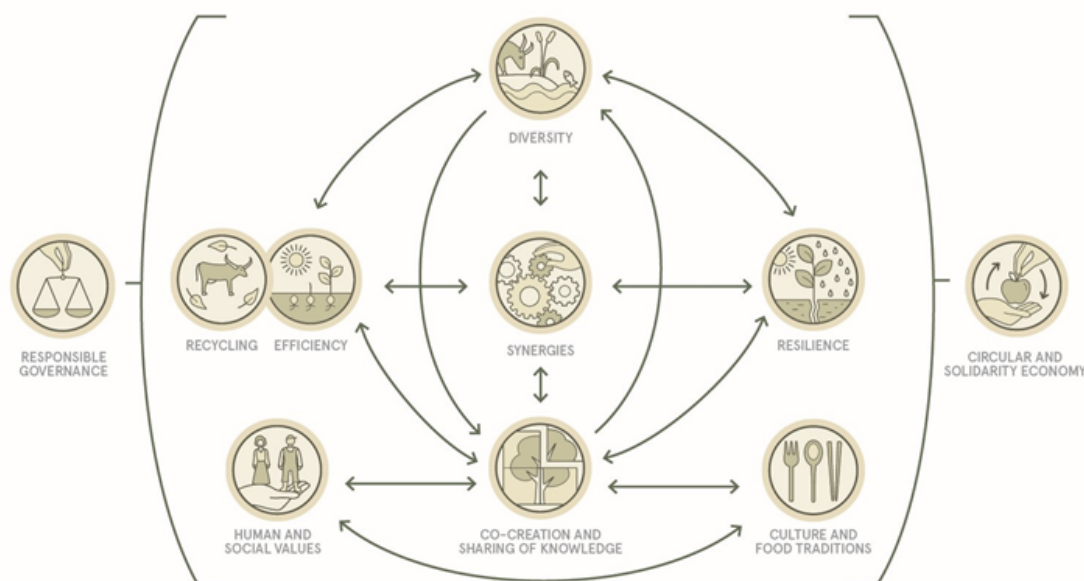 DIVERSITY
RECYCLING
EFFICIENCY
SYNERGIES
RESILIENCE
RESPONSIBLE
GOVERNANCE
CIRCULAR AND
SOLIDARITY ECONOMY
HUMAN AND
SOCIAL VALUES
CO-CREATION AND
SHARING OF KNOWLEDGE
CULTURE AND
FOOD TRADITIONS